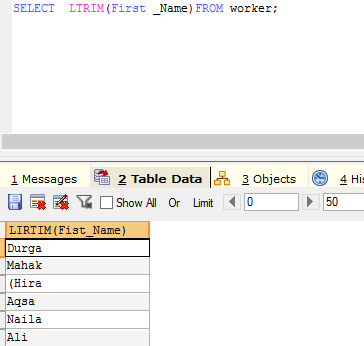 SELECT LTRIM(First _Name)FROM worker;
1 Messages 2 Table Data 3 Objects 4 Hi
Show All Or Limit 0 50
LIRTIM(Fist_Name)
Durga
Mahak
(Hira
Aqsa
Naila
Ali